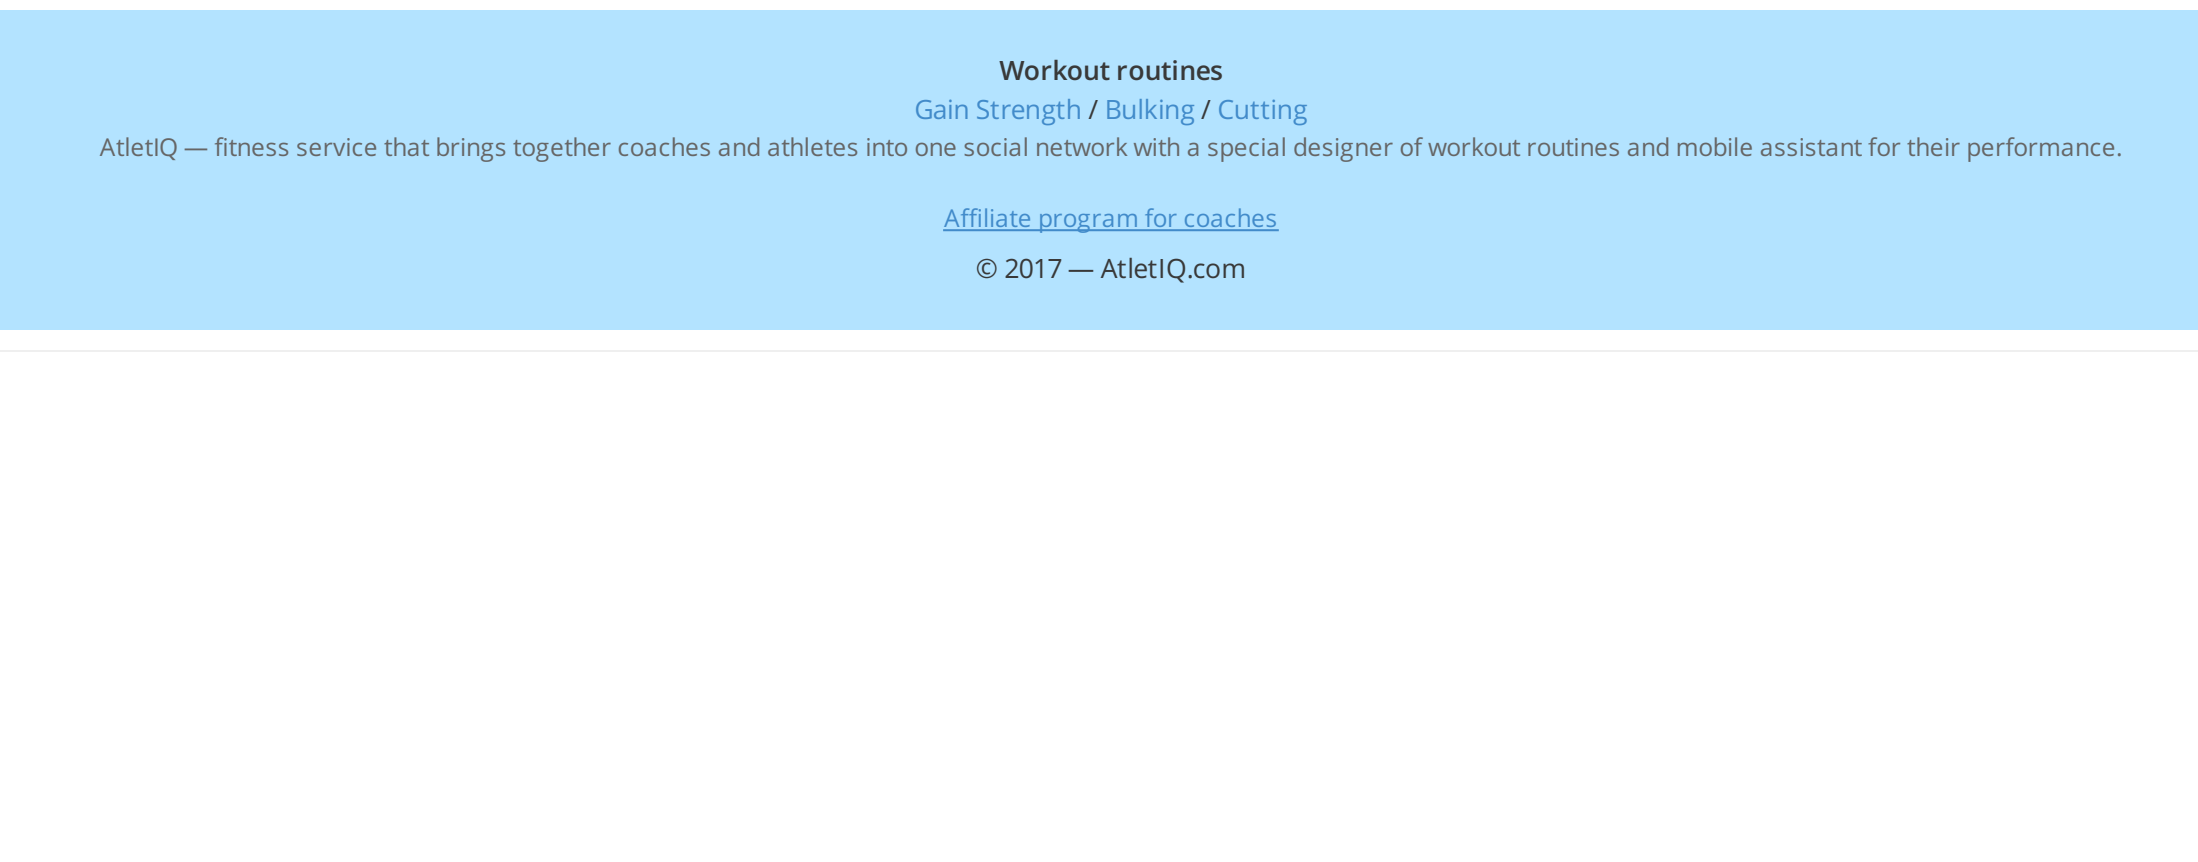 Workout routines
Gain Strength / Bulking / Cutting
AtletIQ — fitness service that brings together coaches and athletes into one social network with a special designer of workout routines and mobile assistant for their performance.
Affiliate program for coaches
© 2017 — AtletIQ.com